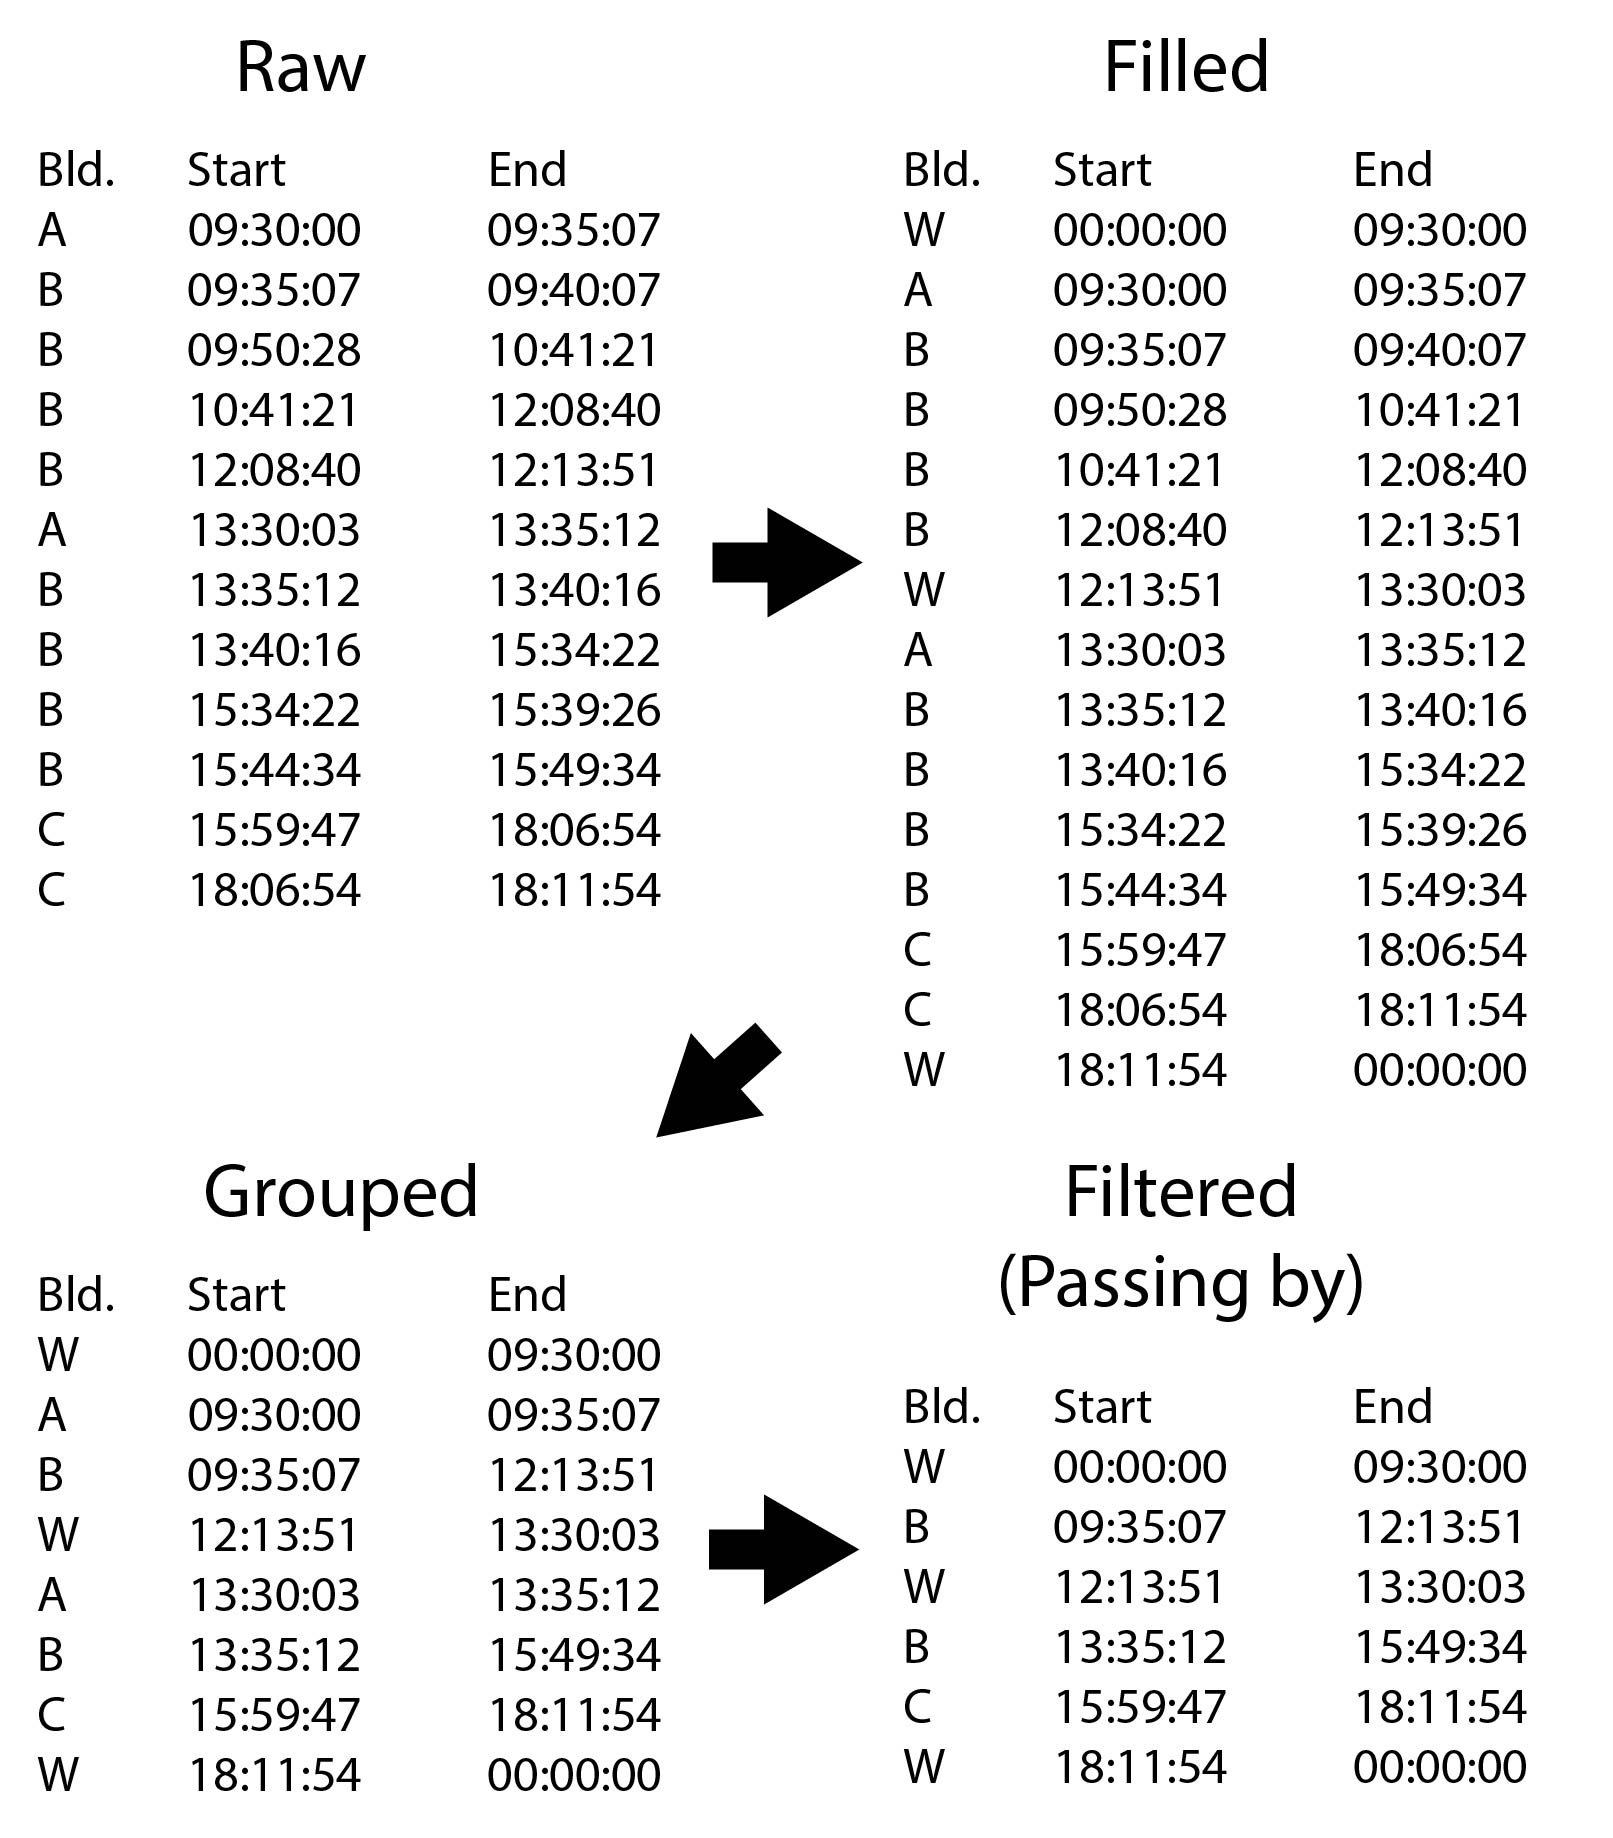 Raw
Bld. Start End
A 09:30:00 09:35:07
B 09:35:07 09:40:07
B 09:50:28 10:41:21
B 10:41:21 12:08:40
B 12:08:40 12:13:51
A 13:30:03 13:35:12
B 13:35:12 13:40:16
B 13:40:16 15:34:22
B 15:34:22 15:39:26
B 15:44:34 15:49:34
C 15:59:47 18:06:54
C 18:06:54 18:11:54
Filled
Bld. Start End
W 00:00:00 09:30:00
A 09:30:00 09:35:07
B 09:35:07 09:40:07
B 09:50:28 10:41:21
B 10:41:21 12:08:40
B 12:08:40 12:13:51
W 12:13:51 13:30:03
A 13:30:03 13:35:12
B 13:35:12 13:40:16
B 13:40:16 15:34:22
B 15:34:22 15:39:26
B 15:44:34 15:49:34
C 15:59:47 18:06:54
C 18:06:54 18:11:54
W 18:11:54 00:00:00
Grouped
Bld. Start End
W 00:00:00 09:30:00
A 09:30:00 09:35:07
B 09:35:07 12:13:51
W 12:13:51 13:30:03
A 13:30:03 13:35:12
B 13:35:12 15:49:34
C 15:59:47 18:11:54
W 18:11:54 00:00:00
Filtered
(Passing by)
Bld. Start End
W 00:00:00 09:30:00
B 09:35:07 12:13:51
W 12:13:51 13:30:03
B 13:35:12 15:49:34
C 15:59:47 18:11:54
W 18:11:54 00:00:00